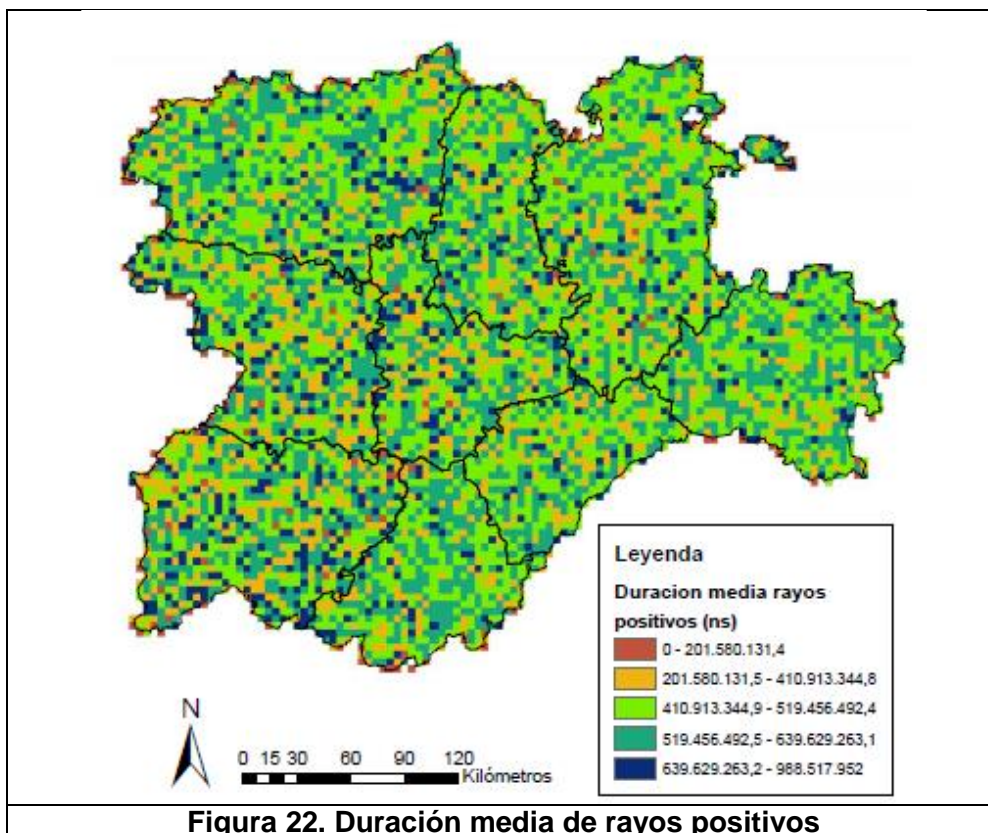 Leyenda
Duracion media rayos
positivos (ns)
0 - 201.580.131,4
201.580.131,5 - 410.913.344,8
410.913.344,9 - 519.456.492,4
519.456.492,5 - 639.629.263,1
639.629.263,2 - 988.517.952
N
0 15 30 60 90 120
Kilómetros
Figura 22. Duración media de rayos positivos